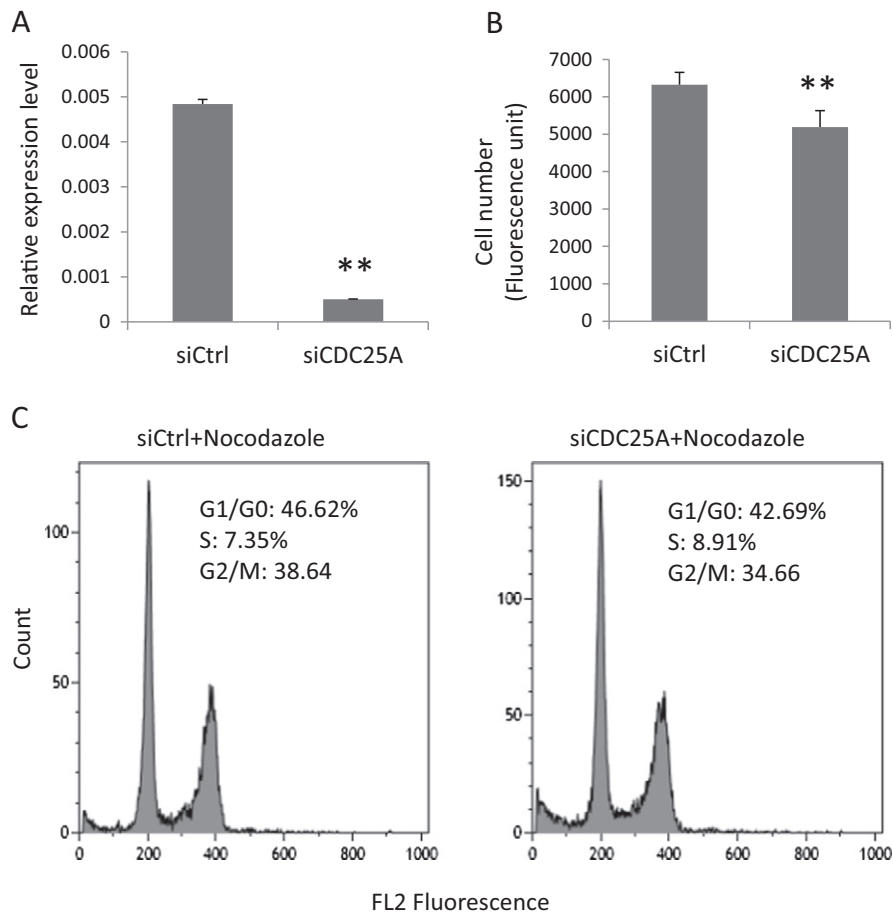 A
Relative expression level
0.006
0.005
0.004
0.003
0.002
0.001
0
**
siCtrl
siCDC25A
B
Cell number
(Fluorescence unit)
7000
6000
5000
4000
3000
2000
1000
0
**
siCtrl
siCDC25A
C
siCtrl+Nocodazole
Count
100
50
0
G1/G0: 46.62%
S: 7.35%
G2/M: 38.64
0 200 400 600 800 1000
siCDC25A+Nocodazole
150
100
50
0
G1/G0: 42.69%
S: 8.91%
G2/M: 34.66
0 200 400 600 800 1000
FL2 Fluorescence